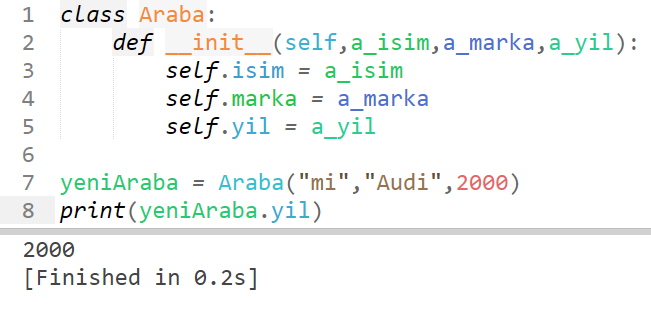 1 class Araba:
2     def __init__(self,a_isim,a_marka,a_yil):
3         self.isim = a_isim
4         self.marka = a_marka
5         self.yil = a_yil
6
7 yeniAraba = Araba("mi","Audi",2000)
8 print(yeniAraba.yil)
2000
[Finished in 0.2s]